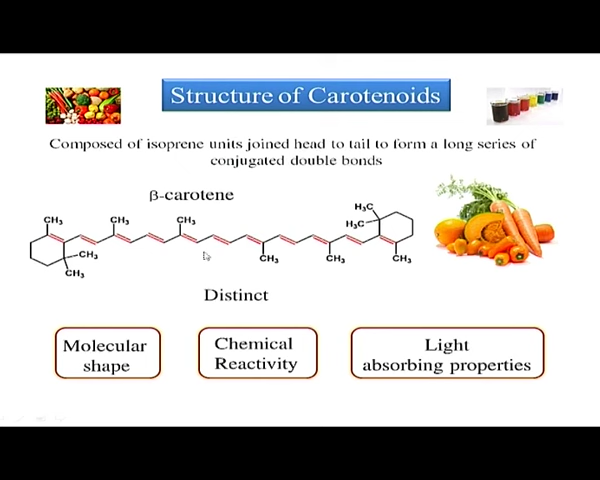 Structure of Carotenoids
Composed of isoprene units joined head to tail to form a long series of
conjugated double bonds
β-carotene
CH₃
CH₃
CH₃
H₃C
H₃C
CH₃
CH₃
CH₃
CH₃
CH₃
Distinct
Molecular
shape
Chemical
Reactivity
Light
absorbing properties